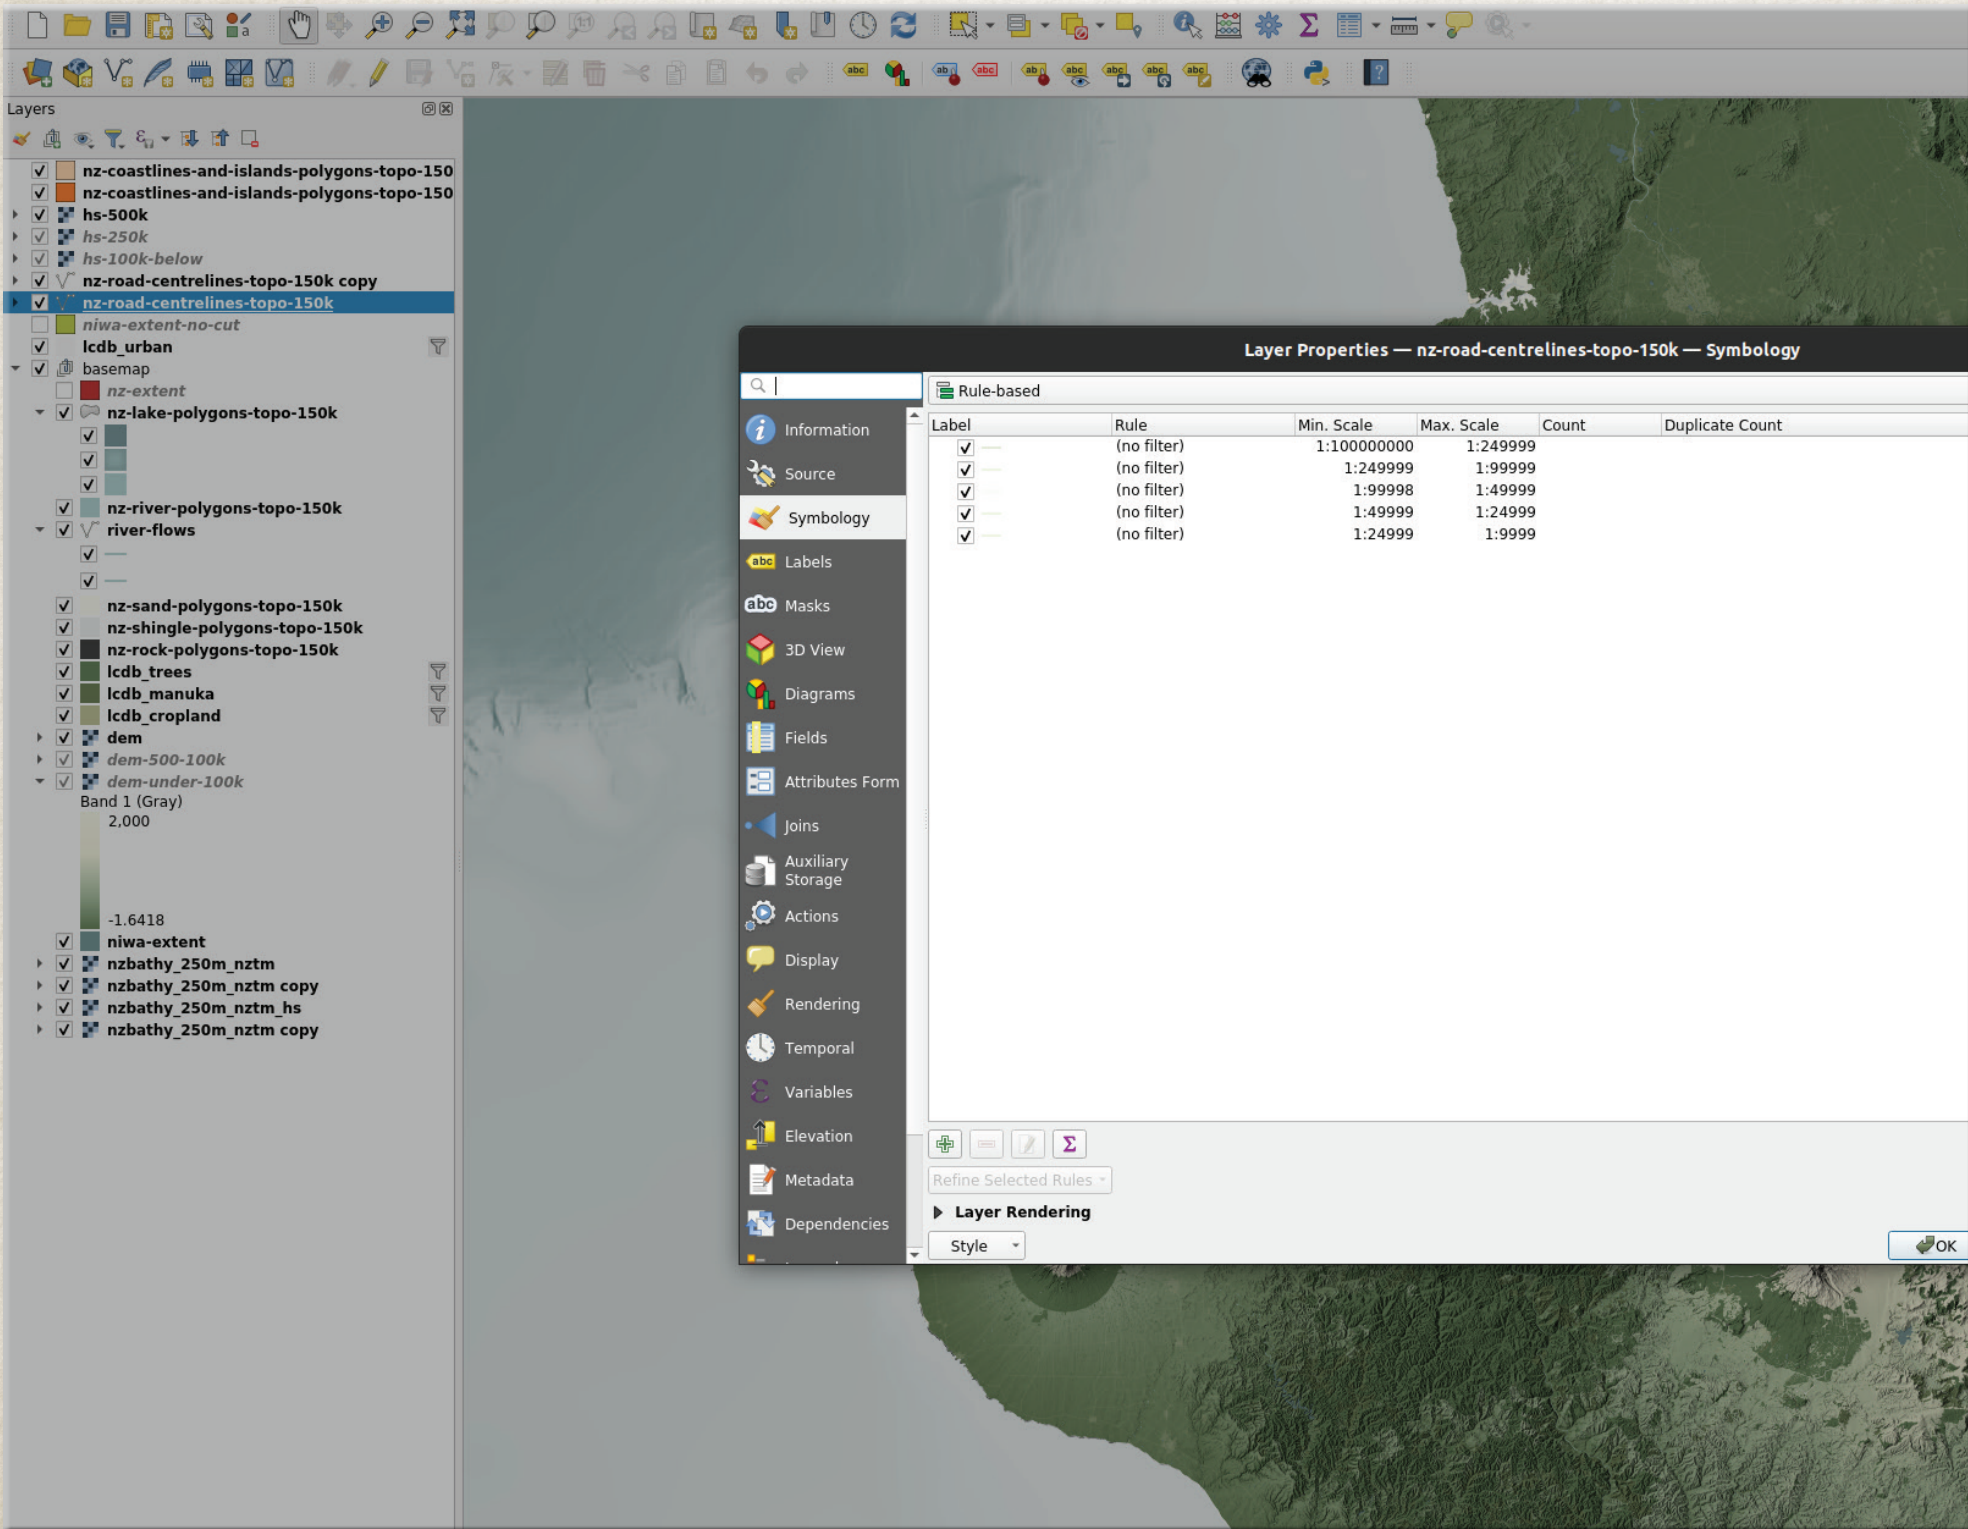 Layers
nz-coastlines-and-islands-polygons-topo-150
nz-coastlines-and-islands-polygons-topo-150
hs-500k
hs-250k
hs-100k-below
nz-road-centrelines-topo-150k copy
nz-road-centrelines-topo-150k
niwa-extent-no-cut
lcdb_urban
basemap
nz-extent
nz-lake-polygons-topo-150k
nz-river-polygons-topo-150k
river-flows
nz-sand-polygons-topo-150k
nz-shingle-polygons-topo-150k
nz-rock-polygons-topo-150k
lcdb_trees
lcdb_manuka
lcdb_cropland
dem
dem-500-100k
dem-under-100k
Band 1 (Gray)
2,000
-1.6418
niwa-extent
nzbathy_250m_nztm
nzbathy_250m_nztm copy
nzbathy_250m_nztm_hs
nzbathy_250m_nztm copy
Layer Properties — nz-road-centrelines-topo-150k — Symbology
Information
Source
Symbology
abc Labels
abc Masks
3D View
Diagrams
Fields
Attributes Form
Joins
Auxiliary
Storage
Actions
Display
Rendering
Temporal
Variables
Elevation
Metadata
Dependencies
Rule-based
Label Rule Min. Scale Max. Scale Count Duplicate Count
(no filter) 1:100000000 1:249999
(no filter) 1:249999 1:99999
(no filter) 1:99998 1:49999
(no filter) 1:49999 1:24999
(no filter) 1:24999 1:9999
Refine Selected Rules
Layer Rendering
Style
OK